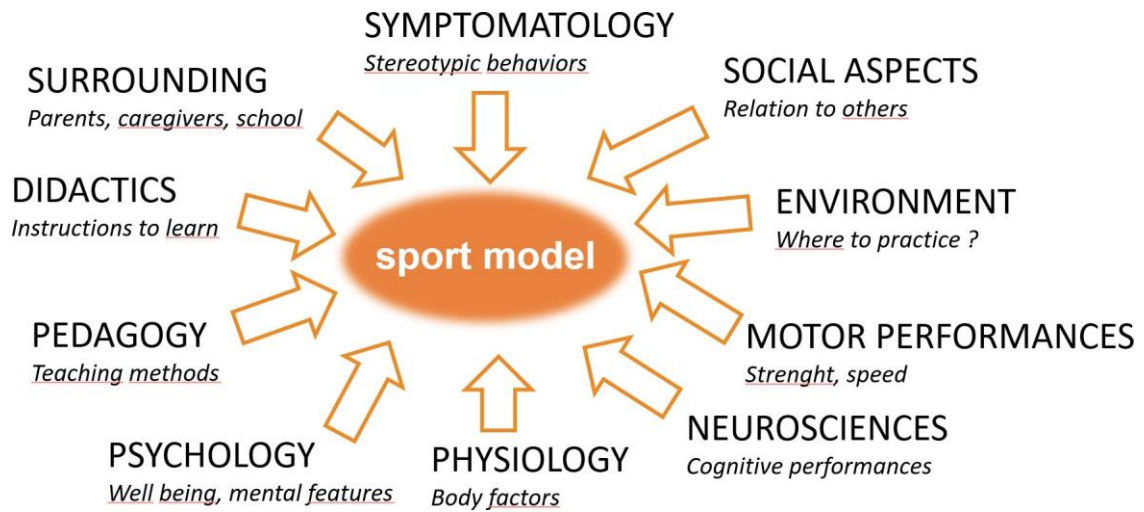 SYMPTOMATOLOGY
Stereotypic behaviors
SURROUNDING
Parents, caregivers, school
SOCIAL ASPECTS
Relation to others
DIDACTICS
Instructions to learn
ENVIRONMENT
Where to practice ?
sport model
PEDAGOGY
Teaching methods
MOTOR PERFORMANCES
Strenght, speed
PSYCHOLOGY
Well being, mental features
PHYSIOLOGY
Body factors
NEUROSCIENCES
Cognitive performances